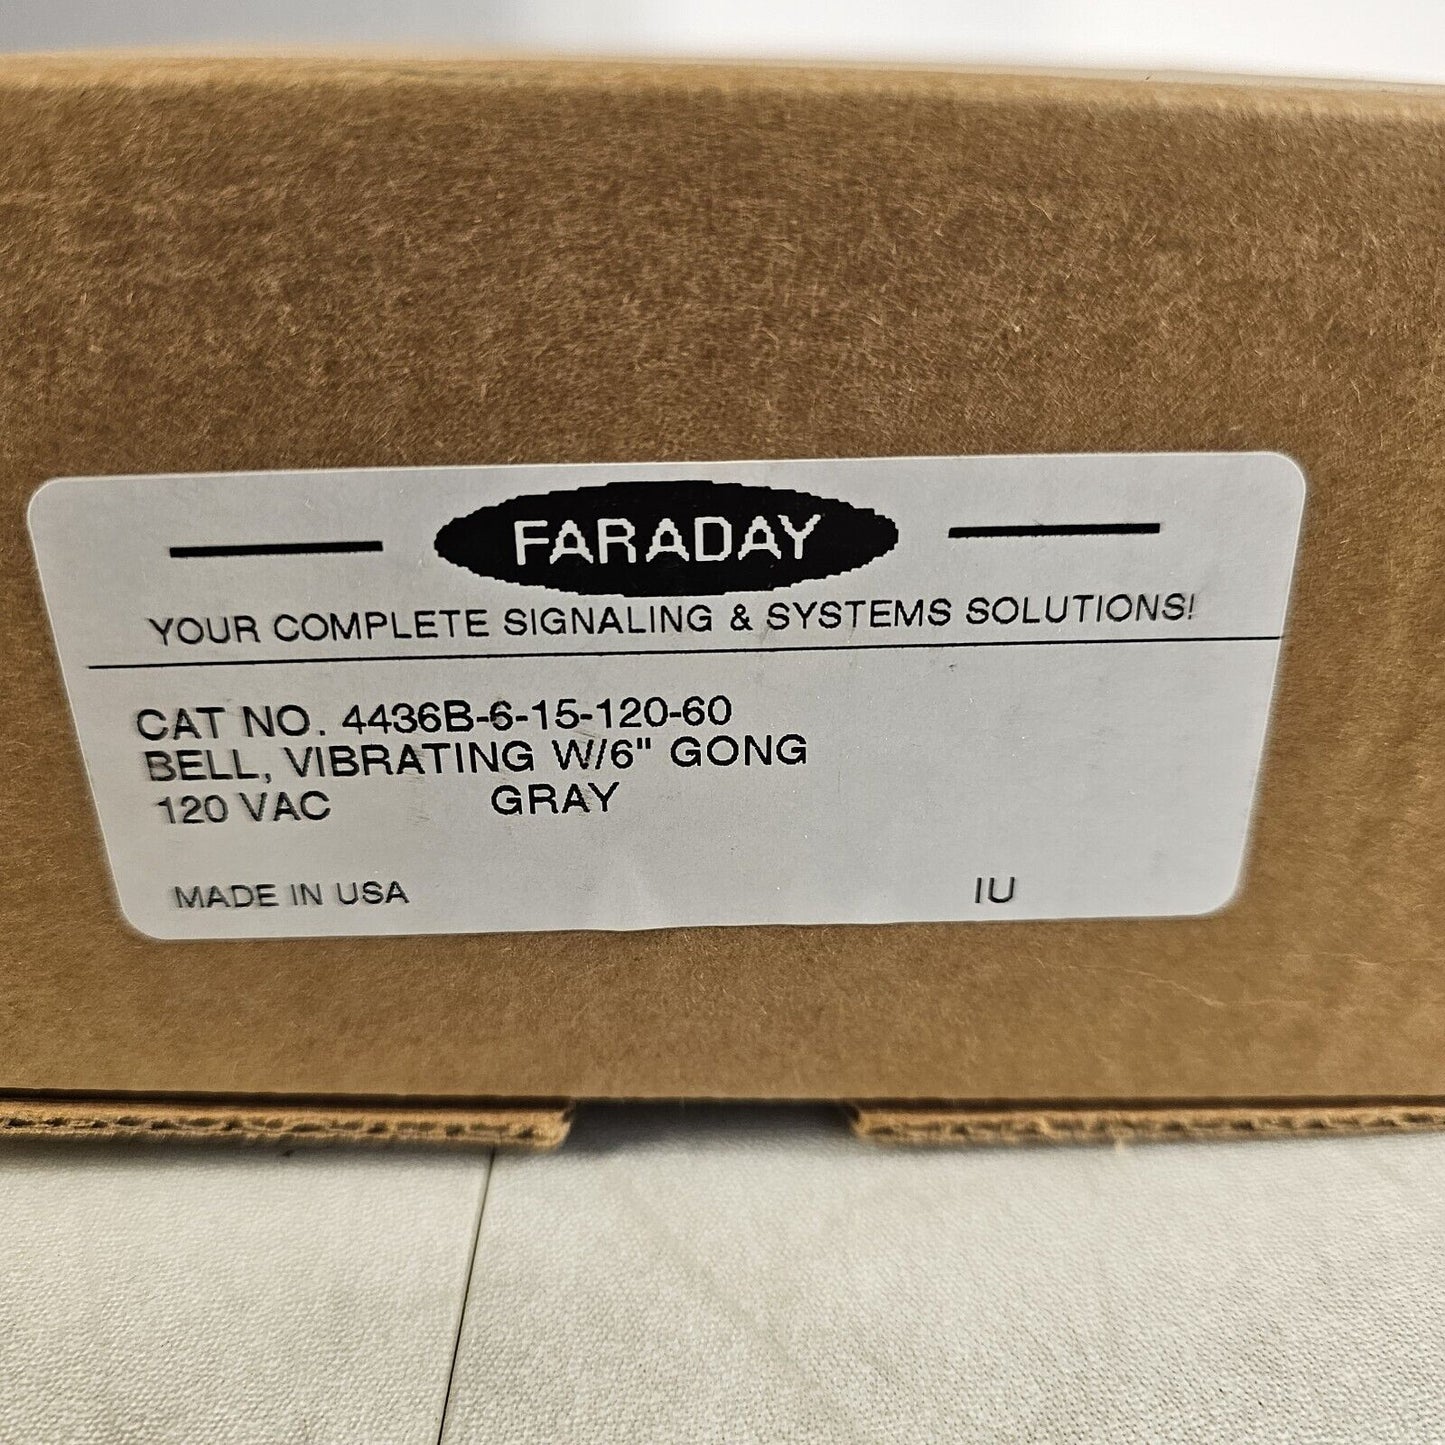 FARADAY
YOUR COMPLETE SIGNALING & SYSTEMS SOLUTIONS!
CAT NO. 4436B-6-15-120-60
BELL, VIBRATING W/6" GONG
120 VAC GRAY
MADE IN USA IU